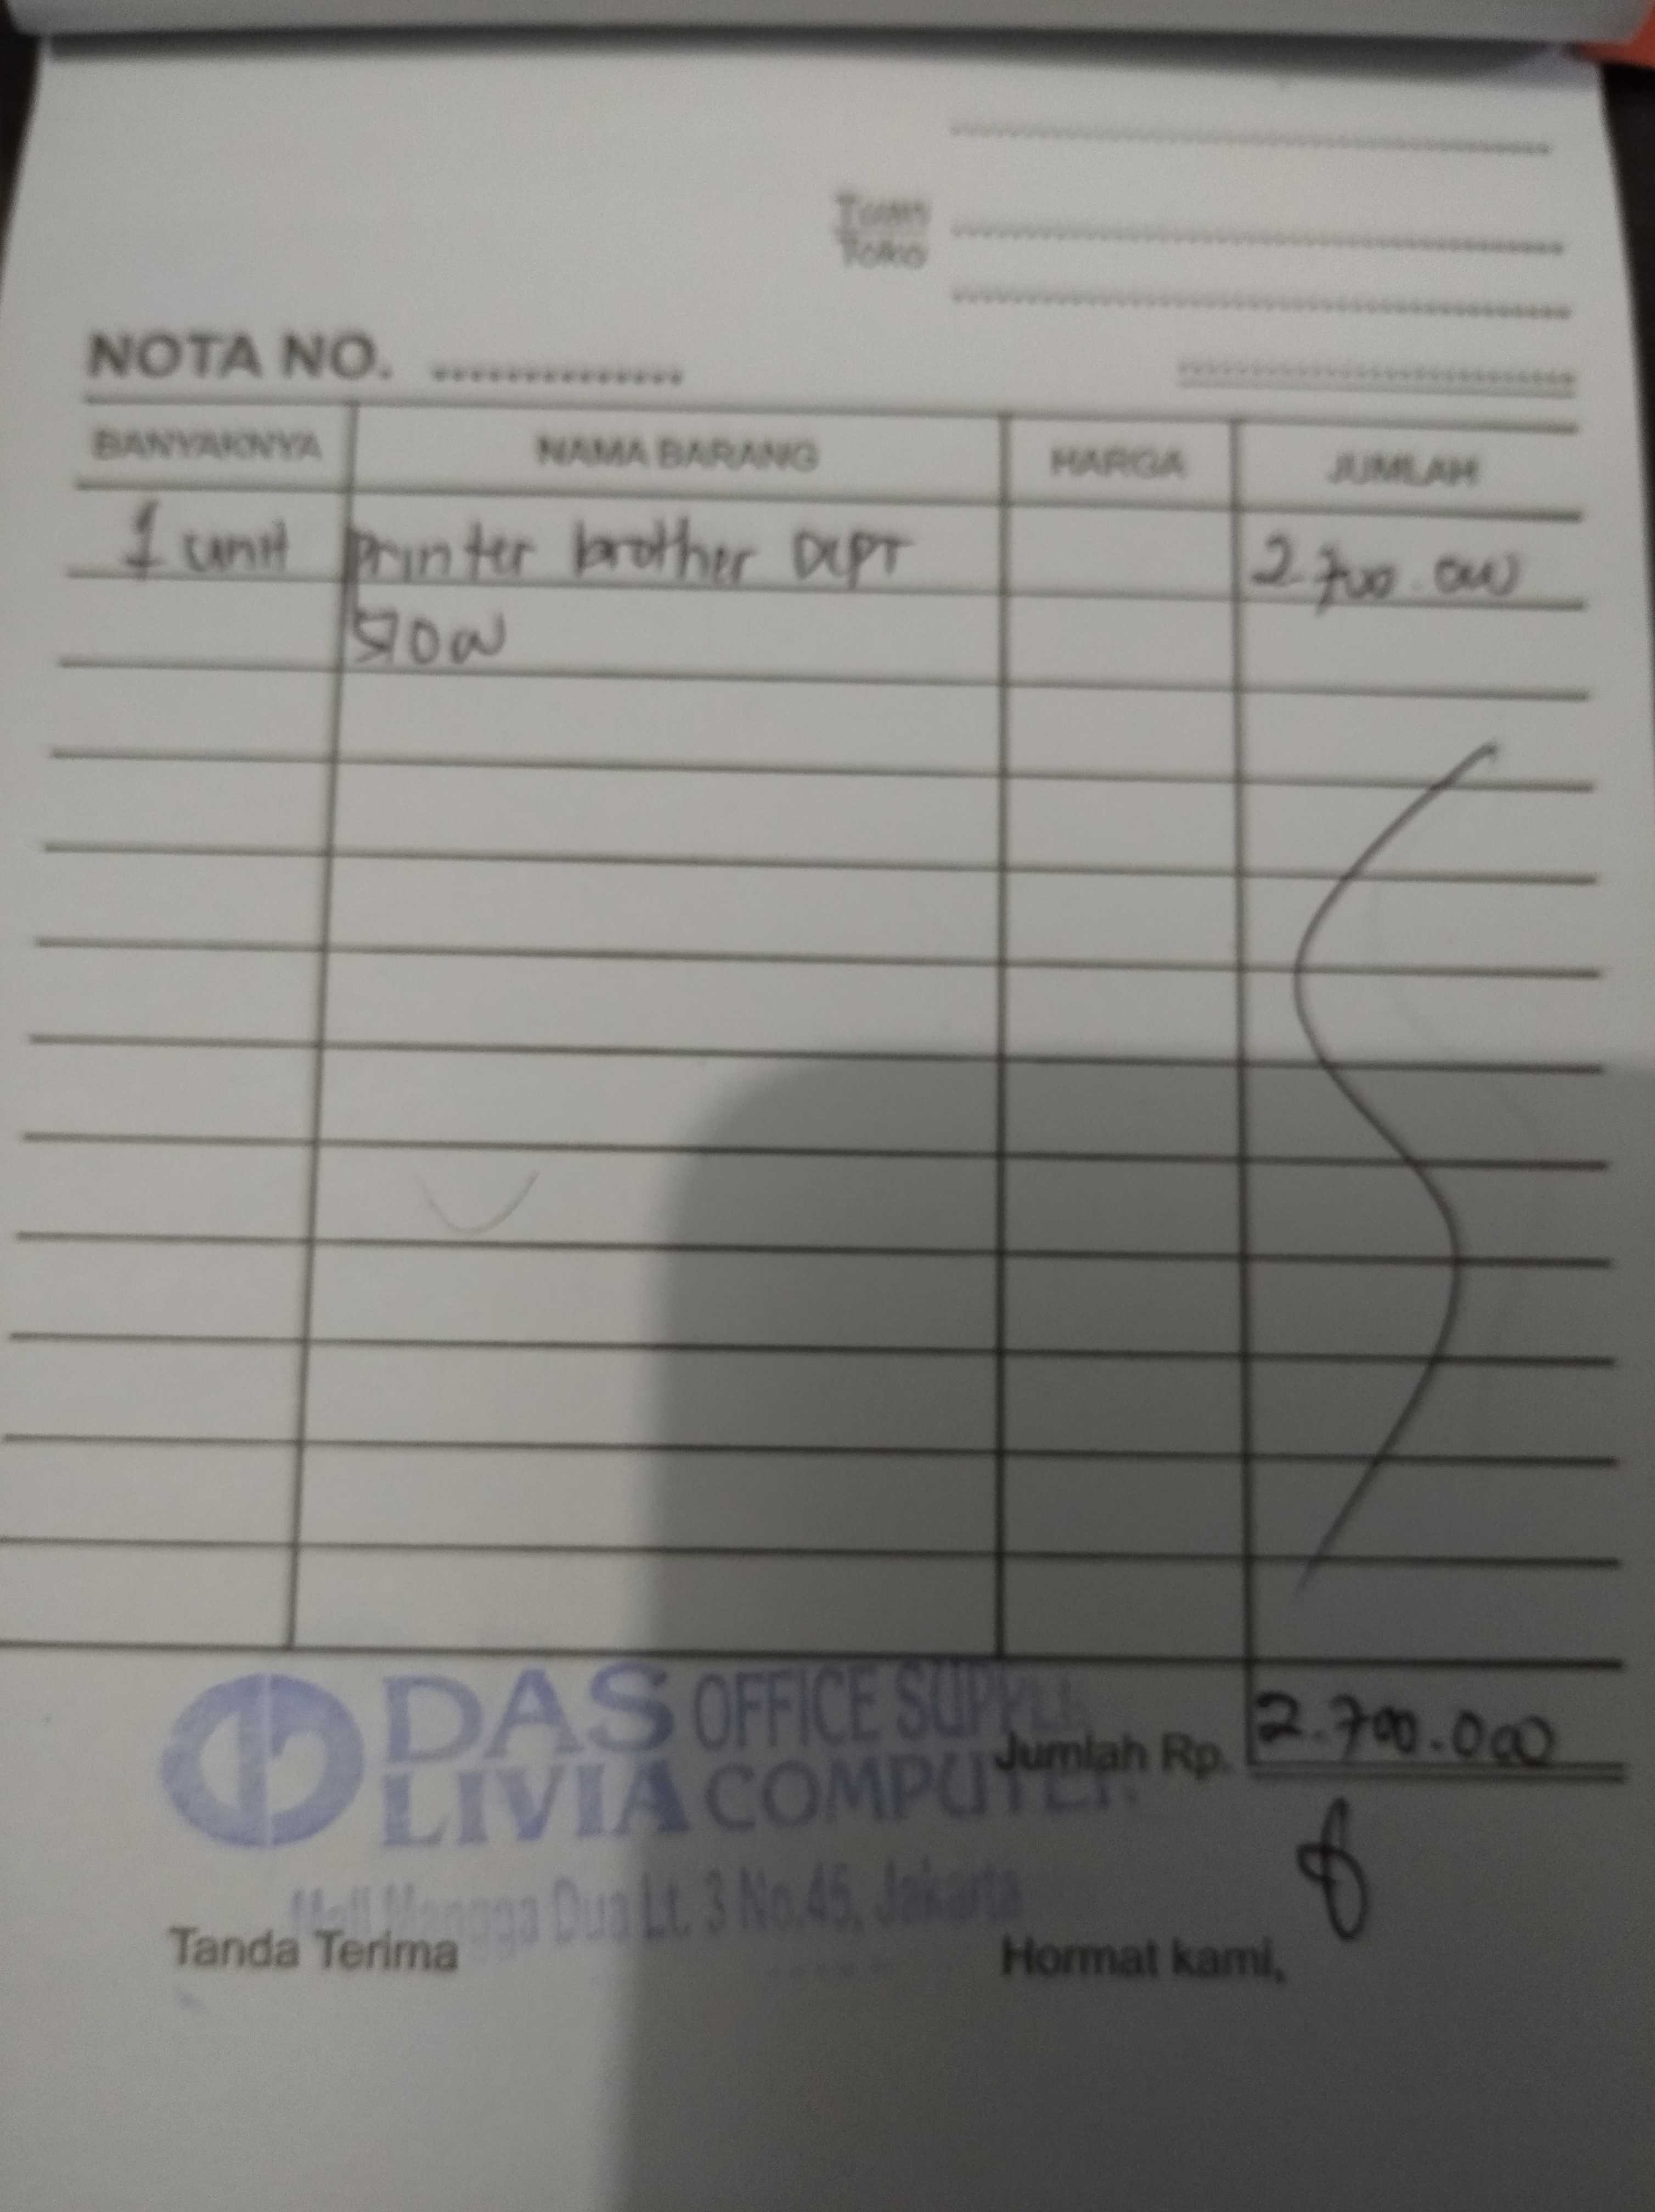 Tuan
Toko
NOTA NO. ...............
BANYAKNYA NAMA BARANG HARGA JUMLAH
1 unit printer brother DCPT 2.700.000
510W
DAS OFFICE SUPPLY
LIVIA COMPUTER
Jumlah Rp. 2.700.000
Mall Mangga Dua Lt. 3 No.45, Jakarta
Tanda Terima Hormat kami,